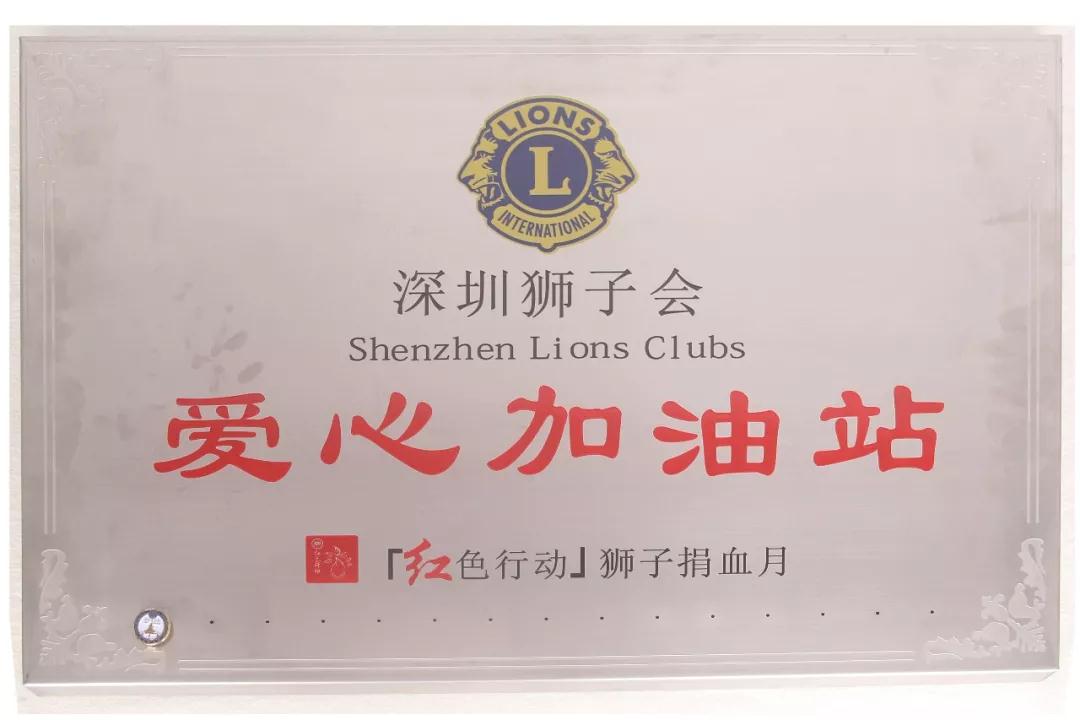 LIONS
L
INTERNATIONAL
深圳狮子会
Shenzhen Lions Clubs
爱心加油站
「红色行动」狮子捐血月